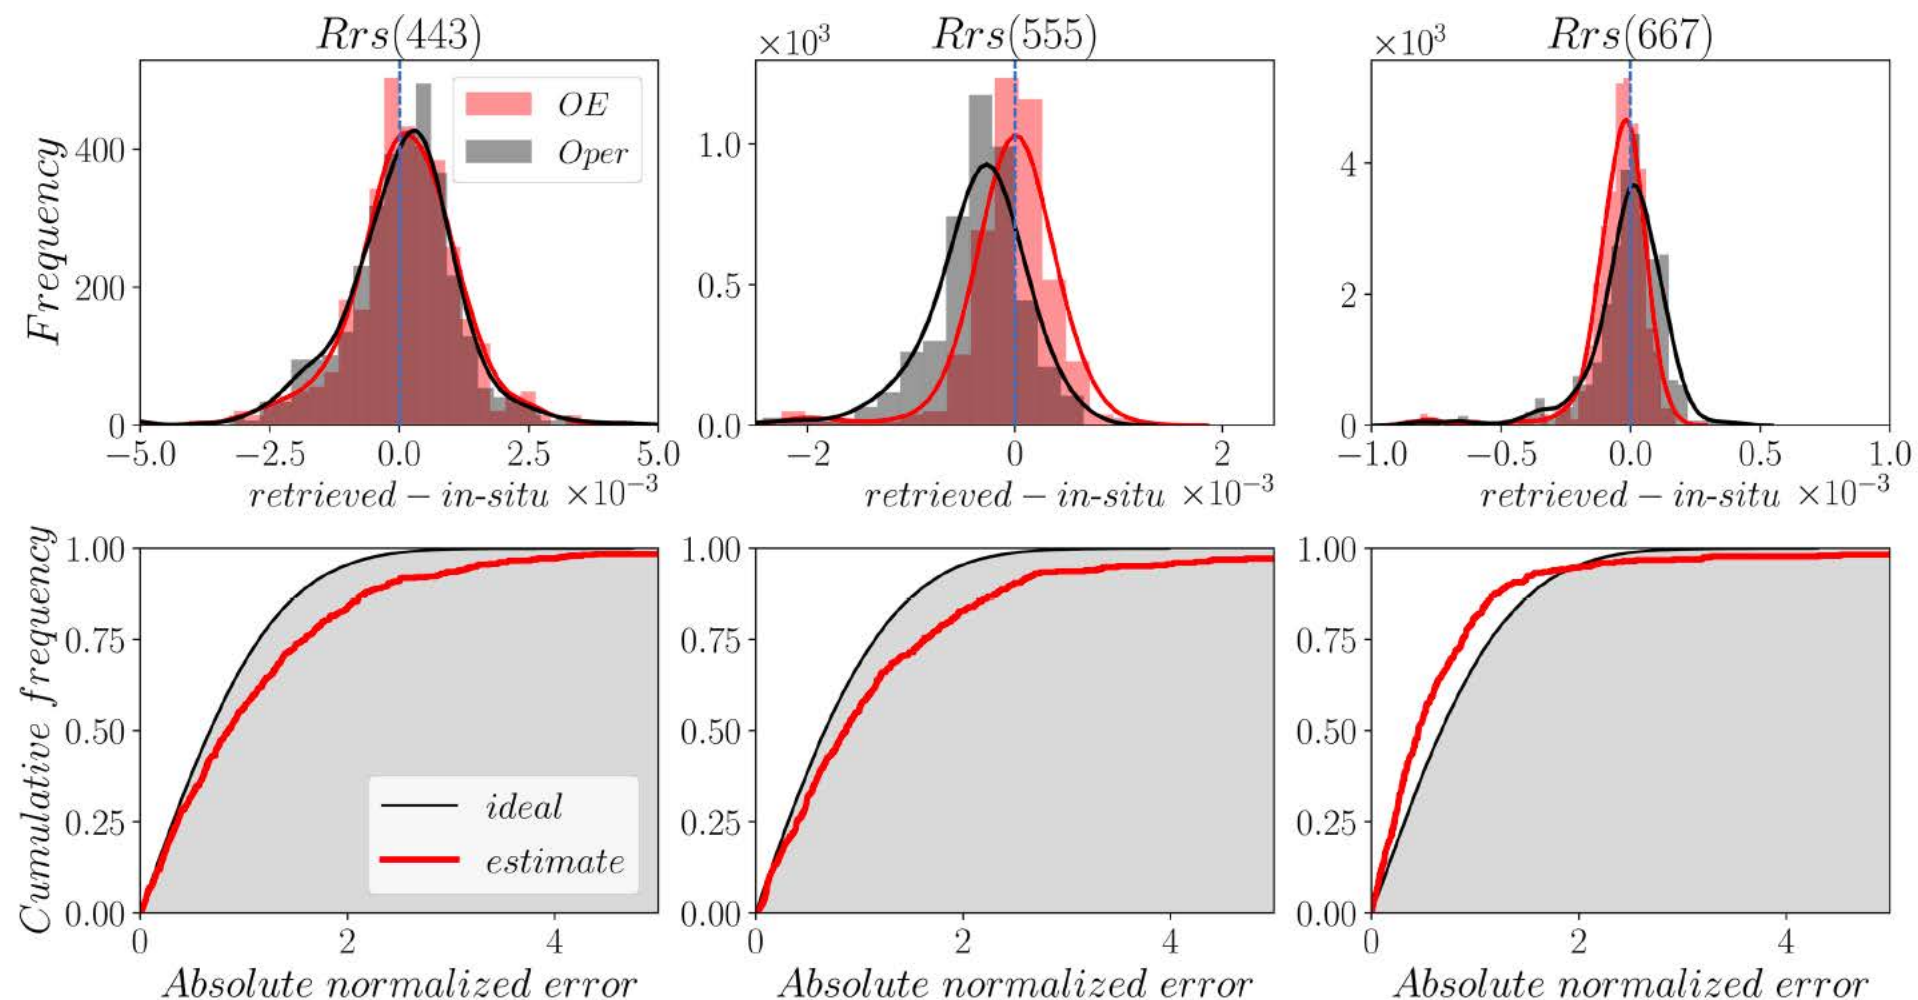 Rrs(443)
×10³ Rrs(555)
×10³ Rrs(667)
Frequency
400
200
0
OE
Oper
−5.0 −2.5 0.0 2.5 5.0
retrieved − in-situ ×10⁻³
1.0
0.5
0.0
−2 0 2
retrieved − in-situ ×10⁻³
4
2
0
−1.0 −0.5 0.0 0.5 1.0
retrieved − in-situ ×10⁻³
Cumulative frequency
1.00
0.75
0.50
0.25
0.00
ideal
estimate
0 2 4
Absolute normalized error
1.00
0.75
0.50
0.25
0.00
0 2 4
Absolute normalized error
1.00
0.75
0.50
0.25
0.00
0 2 4
Absolute normalized error